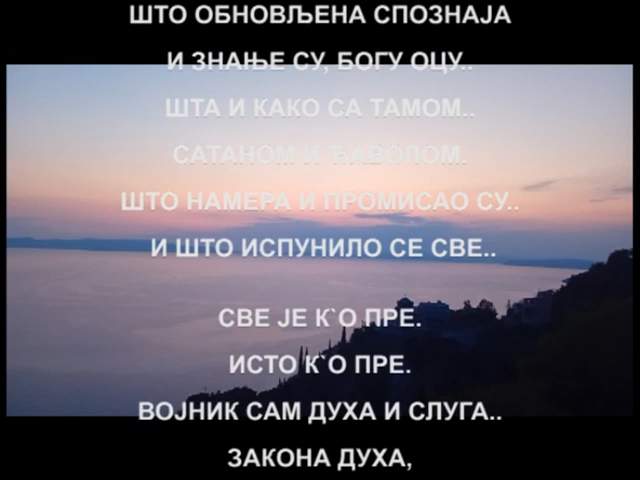 ШТО ОБНОВЉЕНА СПОЗНАЈА
И ЗНАЊЕ СУ, БОГУ ОЦУ..
ШТА И КАКО СА ТАМОМ..
САТАНОМ И ЂАВОЛОМ.
ШТО НАМЕРА И ПРОМИСАО СУ..
И ШТО ИСПУНИЛО СЕ СВЕ..
СВЕ ЈЕ К`О ПРЕ.
ИСТО К`О ПРЕ.
ВОЈНИК САМ ДУХА И СЛУГА..
ЗАКОНА ДУХА,